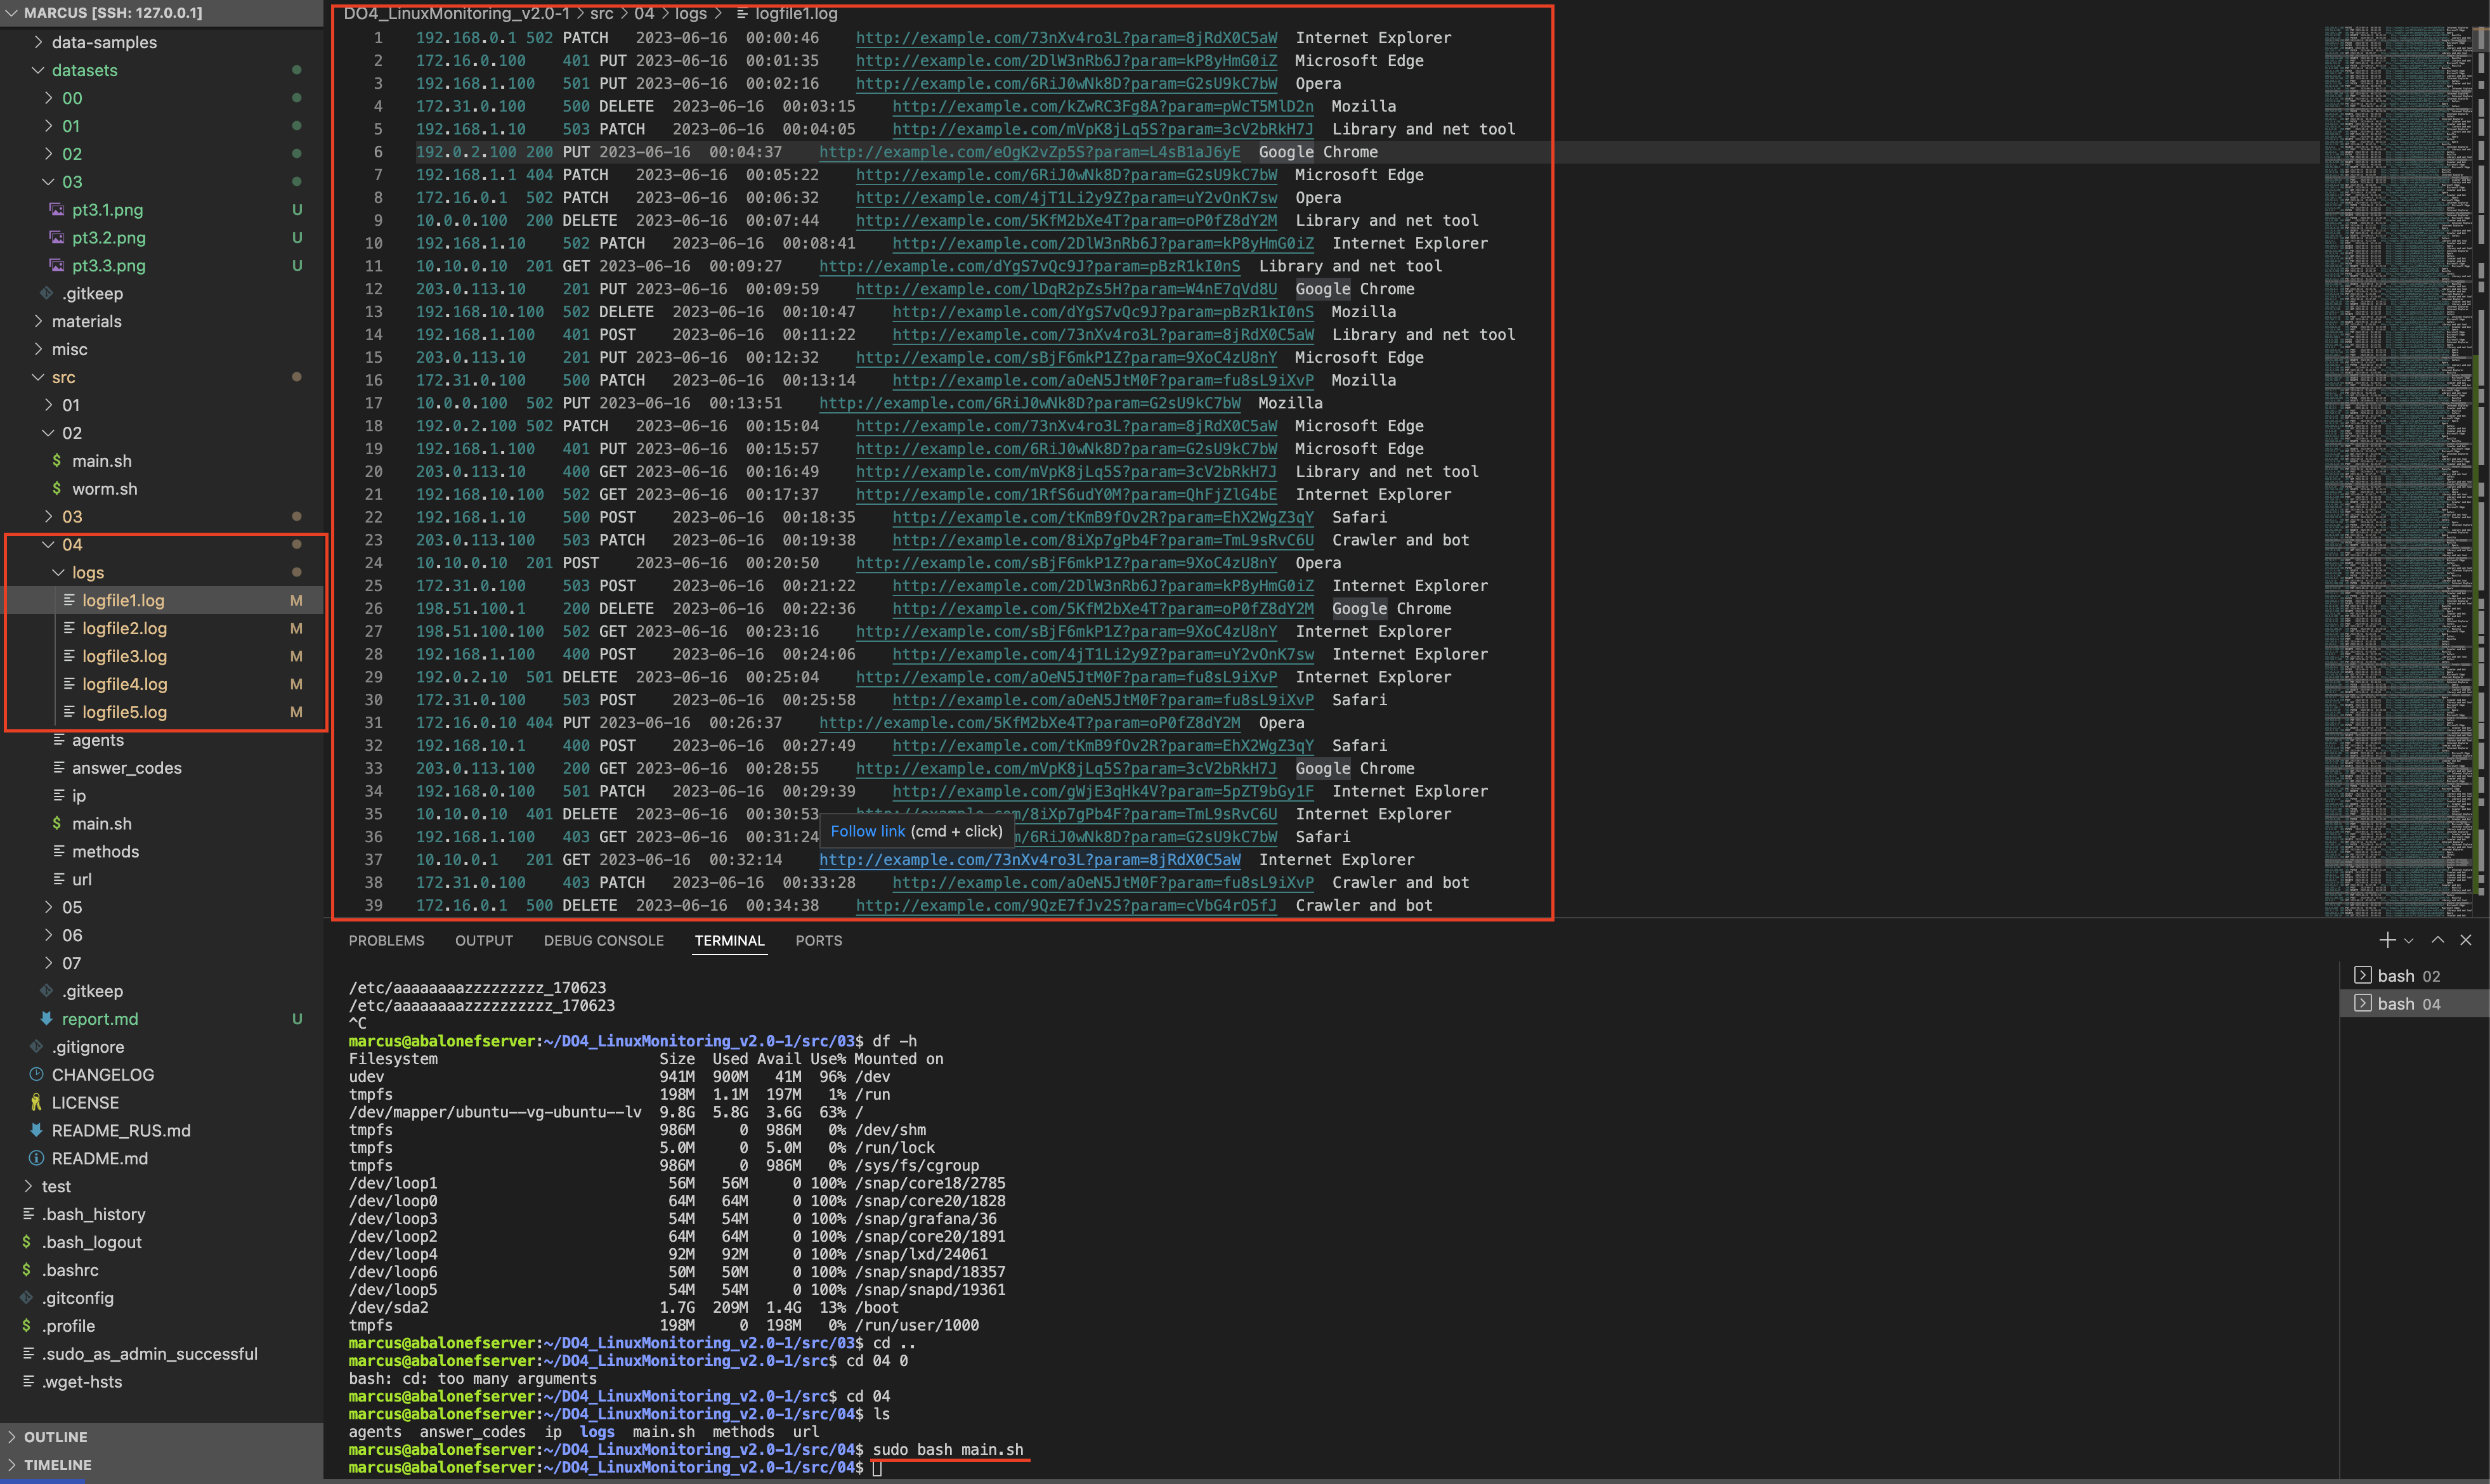 MARCUS [SSH: 127.0.0.1]
data-samples
datasets
00
01
02
03
pt3.1.png U
pt3.2.png U
pt3.3.png U
.gitkeep
materials
misc
src
01
02
main.sh
worm.sh
03
04
logs
logfile1.log M
logfile2.log M
logfile3.log M
logfile4.log M
logfile5.log M
agents
answer_codes
ip
main.sh
methods
url
05
06
07
.gitkeep
report.md U
.gitignore
CHANGELOG
LICENSE
README_RUS.md
README.md
test
.bash_history
.bash_logout
.bashrc
.gitconfig
.profile
.sudo_as_admin_successful
.wget-hsts
OUTLINE
TIMELINE
DO4_LinuxMonitoring_v2.0-1 > src > 04 > logs > logfile1.log
1 192.168.0.1 502 PATCH 2023-06-16 00:00:46 http://example.com/73nXv4ro3L?param=8jRdX0C5aW Internet Explorer
2 172.16.0.100 401 PUT 2023-06-16 00:01:35 http://example.com/2DlW3nRb6J?param=kP8yHmG0iZ Microsoft Edge
3 192.168.1.100 501 PUT 2023-06-16 00:02:16 http://example.com/6RiJ0wNk8D?param=G2sU9kC7bW Opera
4 172.31.0.100 500 DELETE 2023-06-16 00:03:15 http://example.com/kZwRC3Fg8A?param=pWcT5MlD2n Mozilla
5 192.168.1.10 503 PATCH 2023-06-16 00:04:05 http://example.com/mVpK8jLq5S?param=3cV2bRkH7J Library and net tool
6 192.0.2.100 200 PUT 2023-06-16 00:04:37 http://example.com/eOgK2vZp5S?param=L4sB1aJ6yE Google Chrome
7 192.168.1.1 404 PATCH 2023-06-16 00:05:22 http://example.com/6RiJ0wNk8D?param=G2sU9kC7bW Microsoft Edge
8 172.16.0.1 502 PATCH 2023-06-16 00:06:32 http://example.com/4jT1Li2y9Z?param=uY2vOnK7sw Opera
9 10.0.0.100 200 DELETE 2023-06-16 00:07:44 http://example.com/5KfM2bXe4T?param=oP0fZ8dY2M Library and net tool
10 192.168.1.10 502 PATCH 2023-06-16 00:08:41 http://example.com/2DlW3nRb6J?param=kP8yHmG0iZ Internet Explorer
11 10.10.0.10 201 GET 2023-06-16 00:09:27 http://example.com/dYgS7vQc9J?param=pBzR1kI0nS Library and net tool
12 203.0.113.10 201 PUT 2023-06-16 00:09:59 http://example.com/lDqR2pZs5H?param=W4nE7qVd8U Google Chrome
13 192.168.10.100 502 DELETE 2023-06-16 00:10:47 http://example.com/dYgS7vQc9J?param=pBzR1kI0nS Mozilla
14 192.168.1.100 401 POST 2023-06-16 00:11:22 http://example.com/73nXv4ro3L?param=8jRdX0C5aW Library and net tool
15 203.0.113.10 201 PUT 2023-06-16 00:12:32 http://example.com/sBjF6mkP1Z?param=9XoC4zU8nY Microsoft Edge
16 172.31.0.100 500 PATCH 2023-06-16 00:13:14 http://example.com/aOeN5JtM0F?param=fu8sL9iXvP Mozilla
17 10.0.0.100 502 PUT 2023-06-16 00:13:51 http://example.com/6RiJ0wNk8D?param=G2sU9kC7bW Mozilla
18 192.0.2.100 502 PATCH 2023-06-16 00:15:04 http://example.com/73nXv4ro3L?param=8jRdX0C5aW Microsoft Edge
19 192.168.1.100 401 PUT 2023-06-16 00:15:57 http://example.com/6RiJ0wNk8D?param=G2sU9kC7bW Microsoft Edge
20 203.0.113.10 400 GET 2023-06-16 00:16:49 http://example.com/mVpK8jLq5S?param=3cV2bRkH7J Library and net tool
21 192.168.10.100 502 GET 2023-06-16 00:17:37 http://example.com/1RfS6udY0M?param=QhFjZlG4bE Internet Explorer
22 192.168.1.10 500 POST 2023-06-16 00:18:35 http://example.com/tKmB9fOv2R?param=EhX2WgZ3qY Safari
23 203.0.113.100 503 PATCH 2023-06-16 00:19:38 http://example.com/8iXp7gPb4F?param=TmL9sRvC6U Crawler and bot
24 10.10.0.10 201 POST 2023-06-16 00:20:50 http://example.com/sBjF6mkP1Z?param=9XoC4zU8nY Opera
25 172.31.0.100 503 POST 2023-06-16 00:21:22 http://example.com/2DlW3nRb6J?param=kP8yHmG0iZ Internet Explorer
26 198.51.100.1 200 DELETE 2023-06-16 00:22:36 http://example.com/5KfM2bXe4T?param=oP0fZ8dY2M Google Chrome
27 198.51.100.100 502 GET 2023-06-16 00:23:16 http://example.com/sBjF6mkP1Z?param=9XoC4zU8nY Internet Explorer
28 192.168.1.100 400 POST 2023-06-16 00:24:06 http://example.com/4jT1Li2y9Z?param=uY2vOnK7sw Internet Explorer
29 192.0.2.10 501 DELETE 2023-06-16 00:25:04 http://example.com/aOeN5JtM0F?param=fu8sL9iXvP Internet Explorer
30 172.31.0.100 503 POST 2023-06-16 00:25:58 http://example.com/aOeN5JtM0F?param=fu8sL9iXvP Safari
31 172.16.0.10 404 PUT 2023-06-16 00:26:37 http://example.com/5KfM2bXe4T?param=oP0fZ8dY2M Opera
32 192.168.10.1 400 POST 2023-06-16 00:27:49 http://example.com/tKmB9fOv2R?param=EhX2WgZ3qY Safari
33 203.0.113.100 200 GET 2023-06-16 00:28:55 http://example.com/mVpK8jLq5S?param=3cV2bRkH7J Google Chrome
34 192.168.0.100 501 PATCH 2023-06-16 00:29:39 http://example.com/gWjE3qHk4V?param=5pZT9bGy1F Internet Explorer
35 10.10.0.10 401 DELETE 2023-06-16 00:30:53 http://example.com/8iXp7gPb4F?param=TmL9sRvC6U Internet Explorer
36 192.168.1.100 403 GET 2023-06-16 00:31:24 m/6RiJ0wNk8D?param=G2sU9kC7bW Safari
Follow link (cmd + click)
37 10.10.0.1 201 GET 2023-06-16 00:32:14 http://example.com/73nXv4ro3L?param=8jRdX0C5aW Internet Explorer
38 172.31.0.100 403 PATCH 2023-06-16 00:33:28 http://example.com/aOeN5JtM0F?param=fu8sL9iXvP Crawler and bot
39 172.16.0.1 500 DELETE 2023-06-16 00:34:38 http://example.com/9QzE7fJv2S?param=cVbG4rO5fJ Crawler and bot
PROBLEMS OUTPUT DEBUG CONSOLE TERMINAL PORTS
bash 02
bash 04
/etc/aaaaaaaazzzzzzzzz_170623
/etc/aaaaaaaazzzzzzzzzz_170623
^C
marcus@abalonefserver:~/DO4_LinuxMonitoring_v2.0-1/src/03$ df -h
Filesystem Size Used Avail Use% Mounted on
udev 941M 900M 41M 96% /dev
tmpfs 198M 1.1M 197M 1% /run
/dev/mapper/ubuntu--vg-ubuntu--lv 9.8G 5.8G 3.6G 63% /
tmpfs 986M 0 986M 0% /dev/shm
tmpfs 5.0M 0 5.0M 0% /run/lock
tmpfs 986M 0 986M 0% /sys/fs/cgroup
/dev/loop1 56M 56M 0 100% /snap/core18/2785
/dev/loop0 64M 64M 0 100% /snap/core20/1828
/dev/loop3 54M 54M 0 100% /snap/grafana/36
/dev/loop2 64M 64M 0 100% /snap/core20/1891
/dev/loop4 92M 92M 0 100% /snap/lxd/24061
/dev/loop6 50M 50M 0 100% /snap/snapd/18357
/dev/loop5 54M 54M 0 100% /snap/snapd/19361
/dev/sda2 1.7G 209M 1.4G 13% /boot
tmpfs 198M 0 198M 0% /run/user/1000
marcus@abalonefserver:~/DO4_LinuxMonitoring_v2.0-1/src/03$ cd ..
marcus@abalonefserver:~/DO4_LinuxMonitoring_v2.0-1/src$ cd 04 0
bash: cd: too many arguments
marcus@abalonefserver:~/DO4_LinuxMonitoring_v2.0-1/src$ cd 04
marcus@abalonefserver:~/DO4_LinuxMonitoring_v2.0-1/src/04$ ls
agents answer_codes ip logs main.sh methods url
marcus@abalonefserver:~/DO4_LinuxMonitoring_v2.0-1/src/04$ sudo bash main.sh
marcus@abalonefserver:~/DO4_LinuxMonitoring_v2.0-1/src/04$